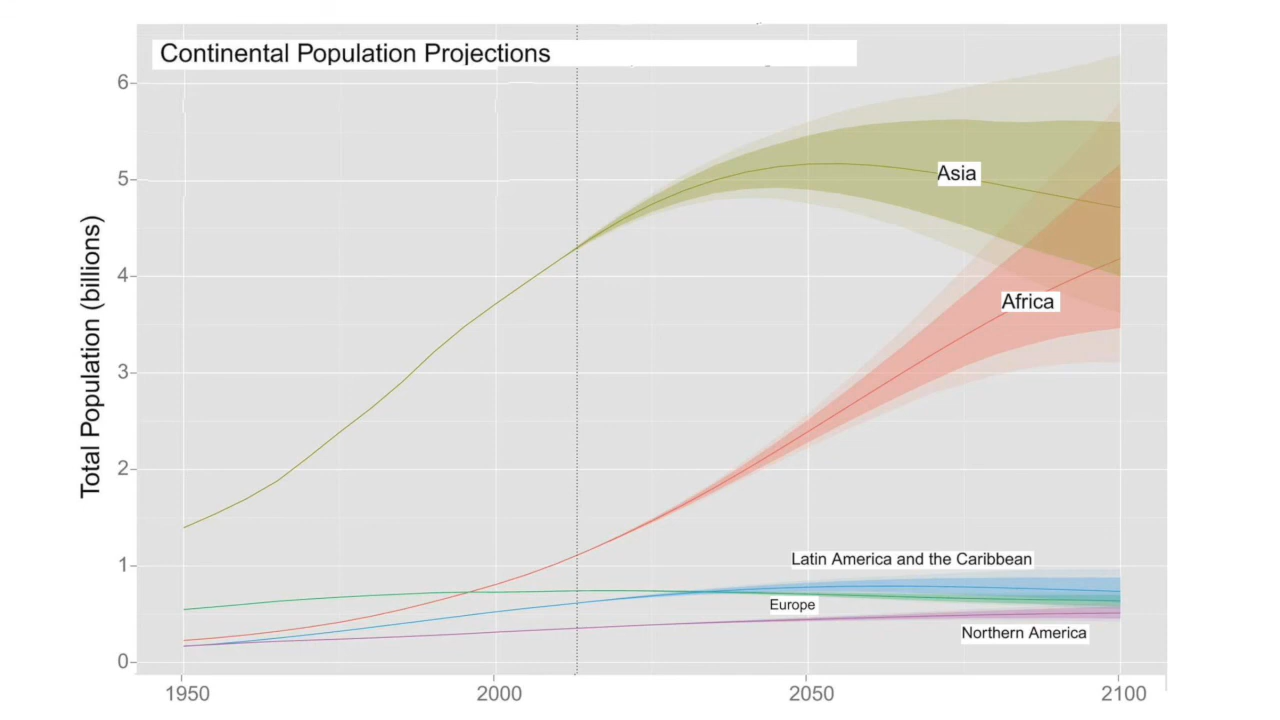 Continental Population Projections
Total Population (billions)
6
5
4
3
2
1
0
Asia
Africa
Latin America and the Caribbean
Europe
Northern America
1950
2000
2050
2100